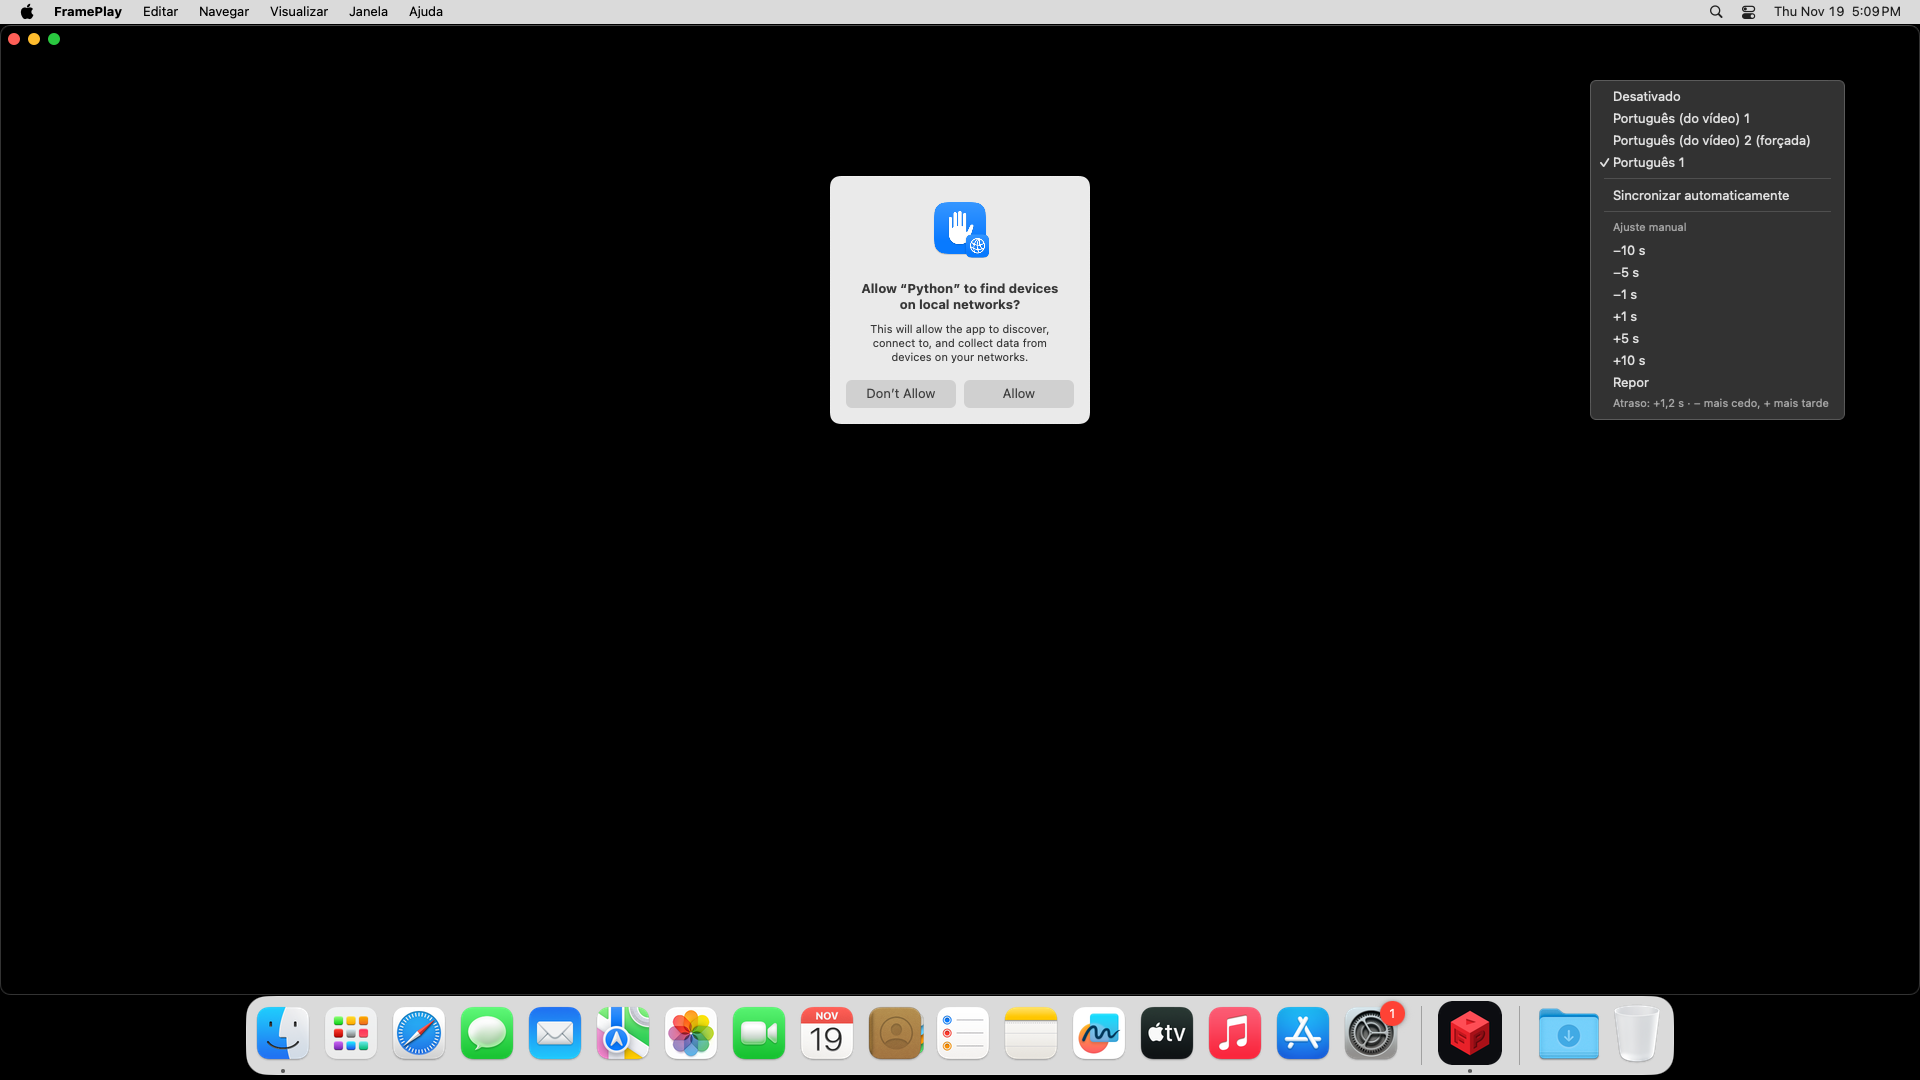 FramePlay Editar Navegar Visualizar Janela Ajuda Thu Nov 19 5:09 PM
Desativado
Português (do vídeo) 1
Português (do vídeo) 2 (forçada)
✓ Português 1
Sincronizar automaticamente
Ajuste manual
−10 s
−5 s
−1 s
+1 s
+5 s
+10 s
Repor
Atraso: +1,2 s · − mais cedo, + mais tarde
Allow “Python” to find devices
on local networks?
This will allow the app to discover,
connect to, and collect data from
devices on your networks.
Don’t Allow Allow
NOV
19
tv
1